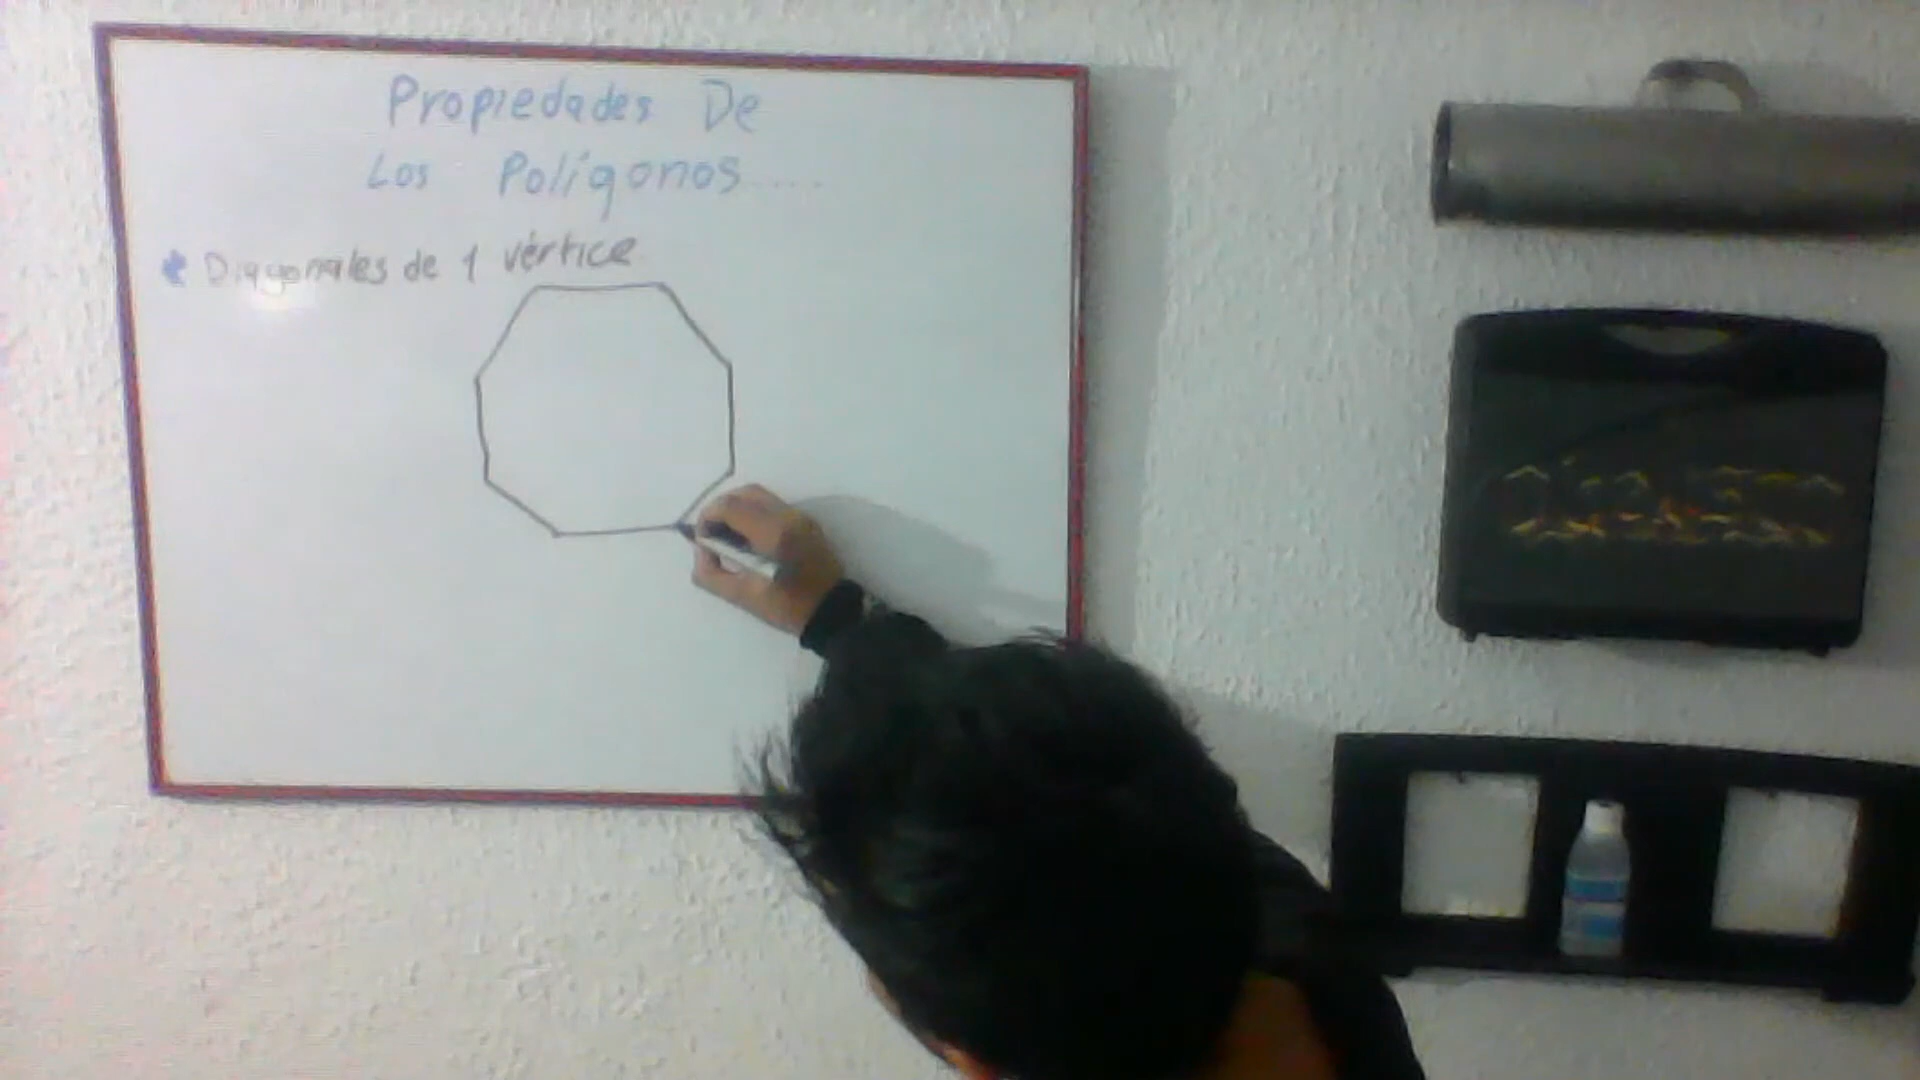 Propiedades De
Los Polígonos.....
Diagonales de 1 vértice